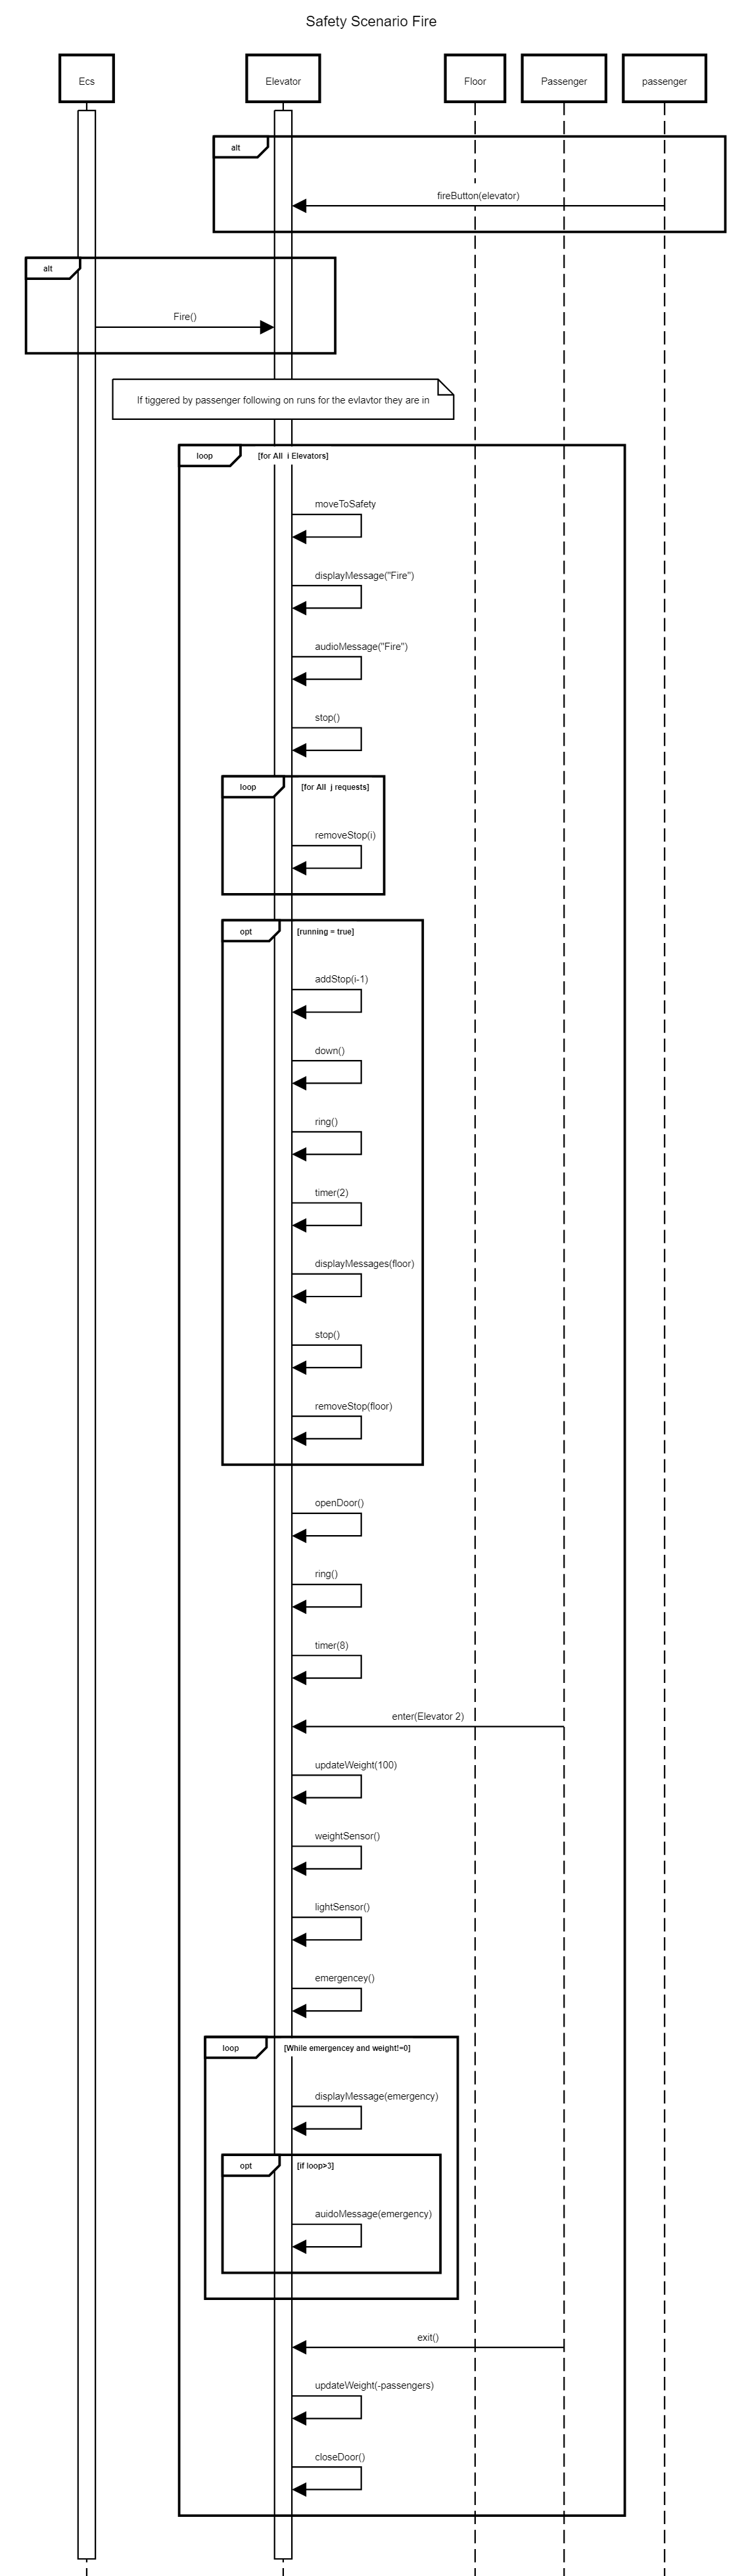 Safety Scenario Fire
Ecs
Elevator
Floor
Passenger
passenger
alt
fireButton(elevator)
alt
Fire()
If tiggered by passenger following on runs for the evlavtor they are in
loop
[for All i Elevators]
moveToSafety
displayMessage("Fire")
audioMessage("Fire")
stop()
loop
[for All j requests]
removeStop(i)
opt
[running = true]
addStop(i-1)
down()
ring()
timer(2)
displayMessages(floor)
stop()
removeStop(floor)
openDoor()
ring()
timer(8)
enter(Elevator 2)
updateWeight(100)
weightSensor()
lightSensor()
emergencey()
loop
[While emergencey and weight!=0]
displayMessage(emergency)
opt
[if loop>3]
auidoMessage(emergency)
exit()
updateWeight(-passengers)
closeDoor()